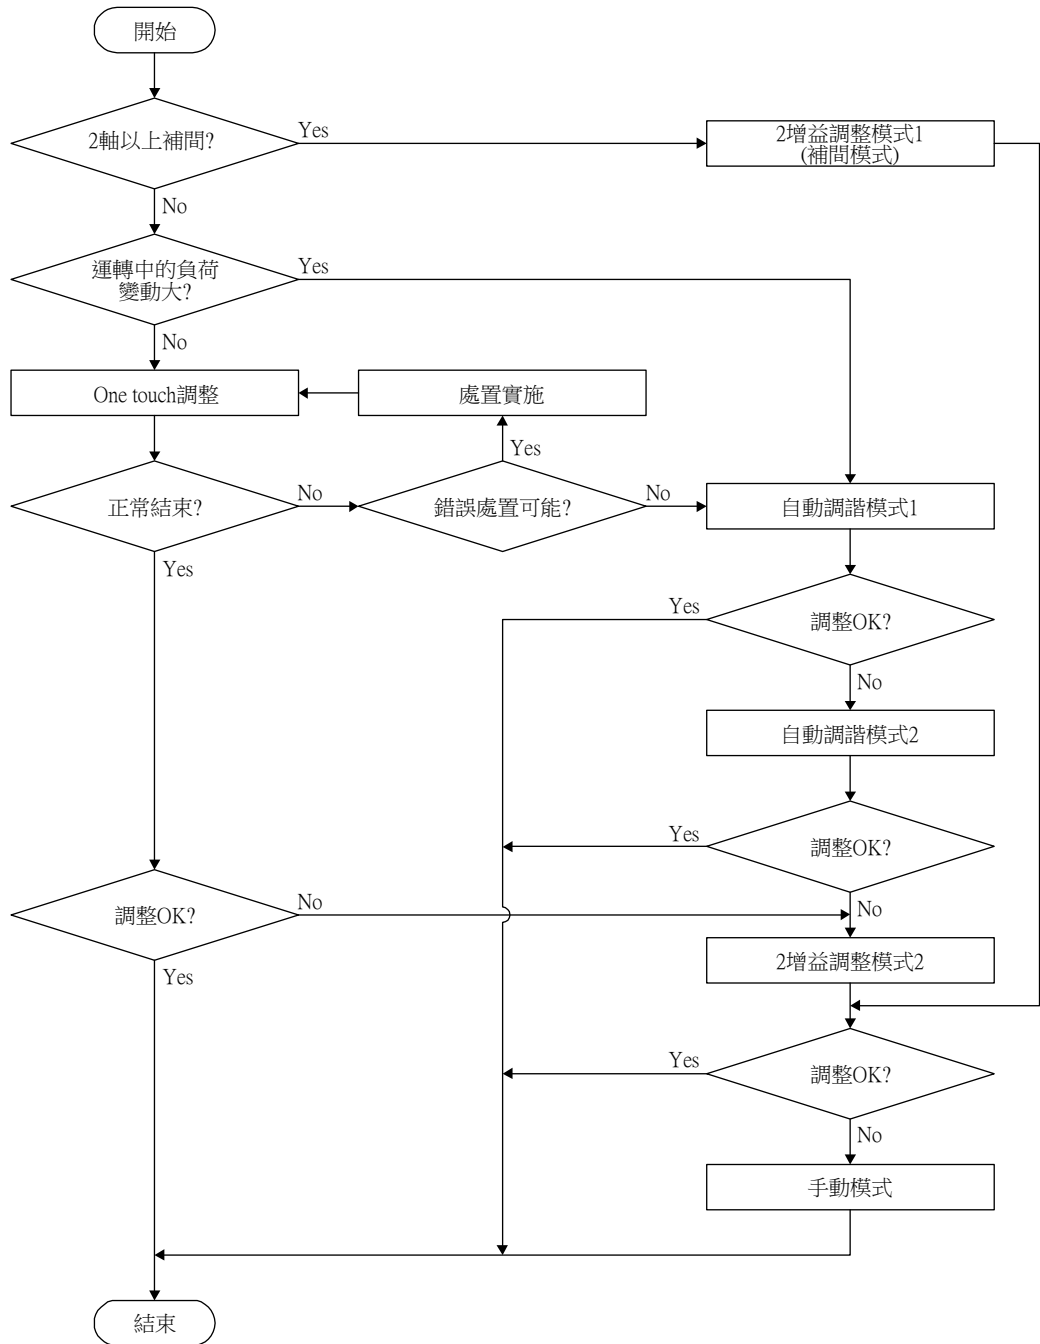 開始
2軸以上補間?
Yes
2增益調整模式1
(補間模式)
No
運轉中的負荷
變動大?
Yes
No
One touch調整
處置實施
Yes
正常結束?
No
錯誤處置可能?
No
自動調諧模式1
Yes
Yes
調整OK?
No
自動調諧模式2
Yes
調整OK?
No
調整OK?
No
Yes
2增益調整模式2
Yes
調整OK?
No
手動模式
結束